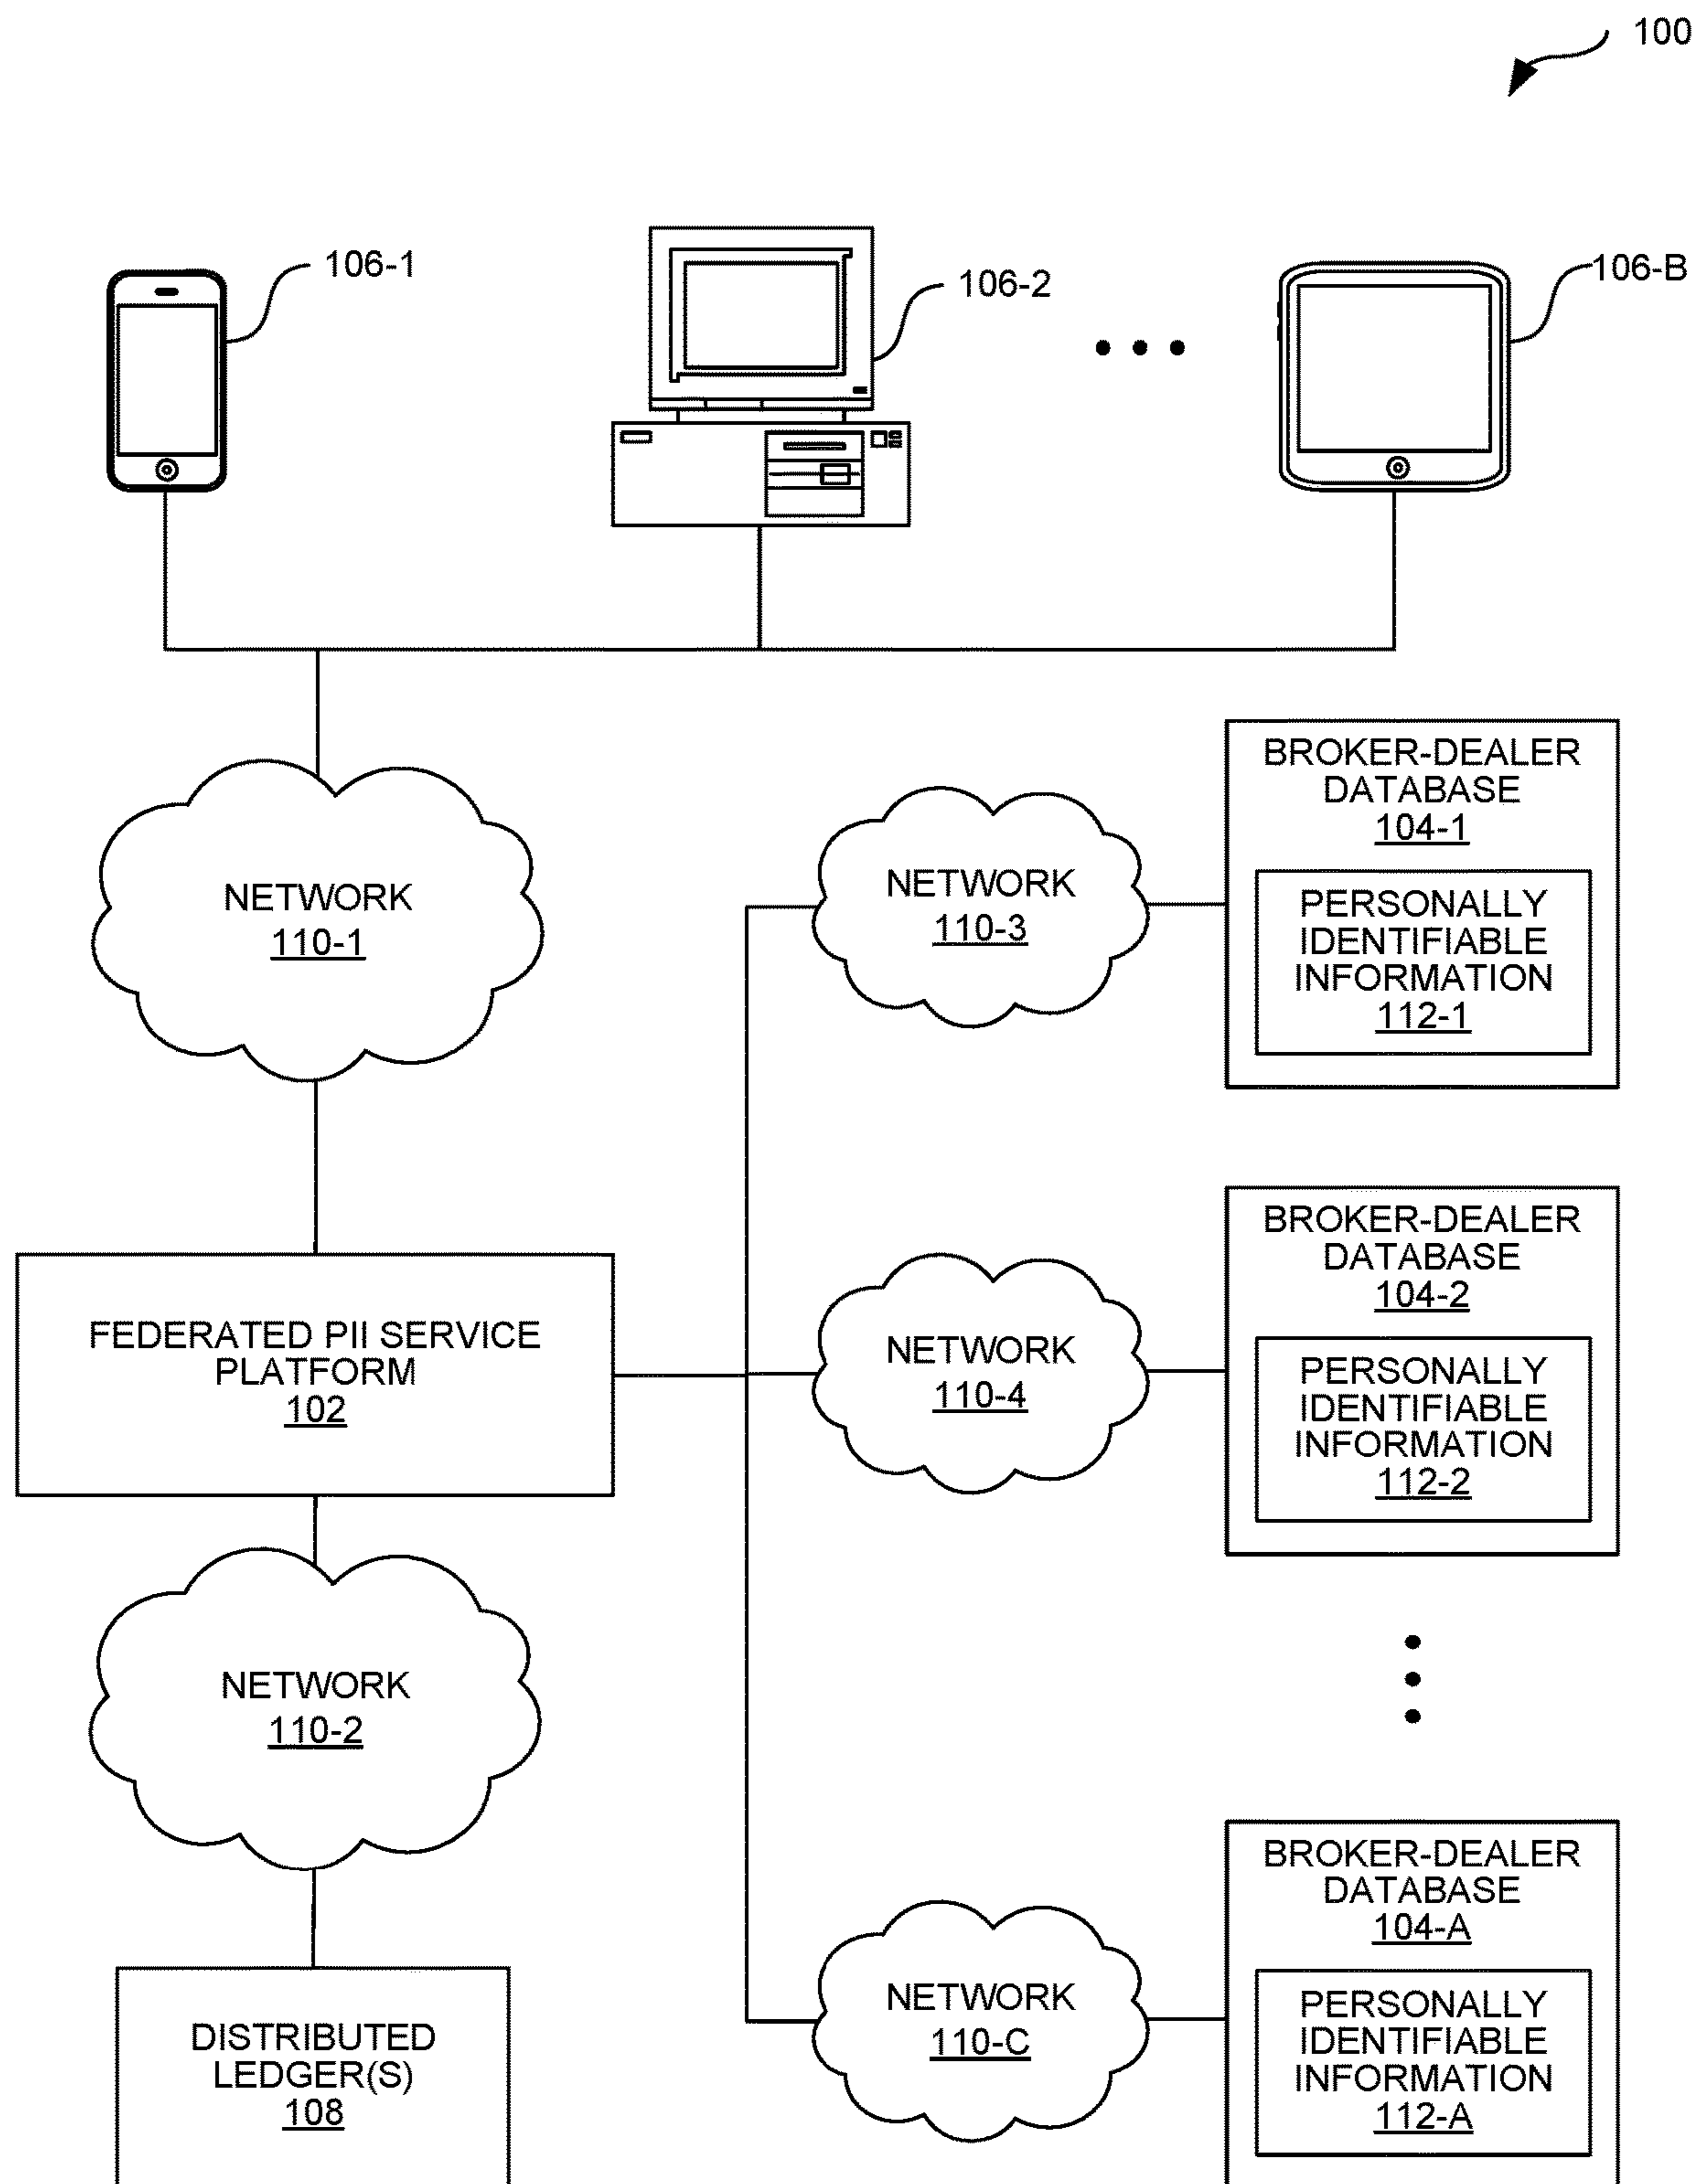 100
106-1
106-2
106-B
NETWORK
110-1
NETWORK
110-3
BROKER-DEALER
DATABASE
104-1
PERSONALLY
IDENTIFIABLE
INFORMATION
112-1
FEDERATED PII SERVICE
PLATFORM
102
NETWORK
110-4
BROKER-DEALER
DATABASE
104-2
PERSONALLY
IDENTIFIABLE
INFORMATION
112-2
NETWORK
110-2
DISTRIBUTED
LEDGER(S)
108
NETWORK
110-C
BROKER-DEALER
DATABASE
104-A
PERSONALLY
IDENTIFIABLE
INFORMATION
112-A